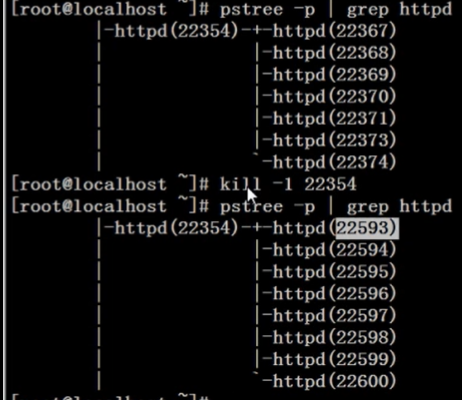 [root@localhost ~]# pstree -p | grep httpd
|-httpd(22354)-+-httpd(22367)
| |-httpd(22368)
| |-httpd(22369)
| |-httpd(22370)
| |-httpd(22371)
| |-httpd(22373)
| `-httpd(22374)
[root@localhost ~]# kill -1 22354
[root@localhost ~]# pstree -p | grep httpd
|-httpd(22354)-+-httpd(22593)
| |-httpd(22594)
| |-httpd(22595)
| |-httpd(22596)
| |-httpd(22597)
| |-httpd(22598)
| |-httpd(22599)
| `-httpd(22600)